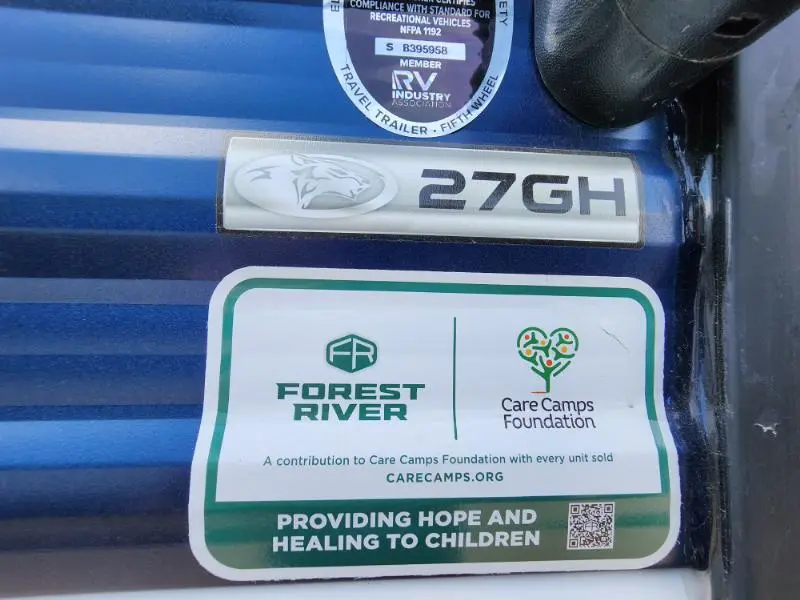 COMPLIANCE WITH STANDARD FOR
RECREATIONAL VEHICLES
NFPA 1192
S B395958
MEMBER
RV
INDUSTRY
ASSOCIATION
TRAVEL TRAILER • FIFTH WHEEL
27GH
FR
FOREST
RIVER
Care Camps
Foundation
A contribution to Care Camps Foundation with every unit sold
CARECAMPS.ORG
PROVIDING HOPE AND
HEALING TO CHILDREN